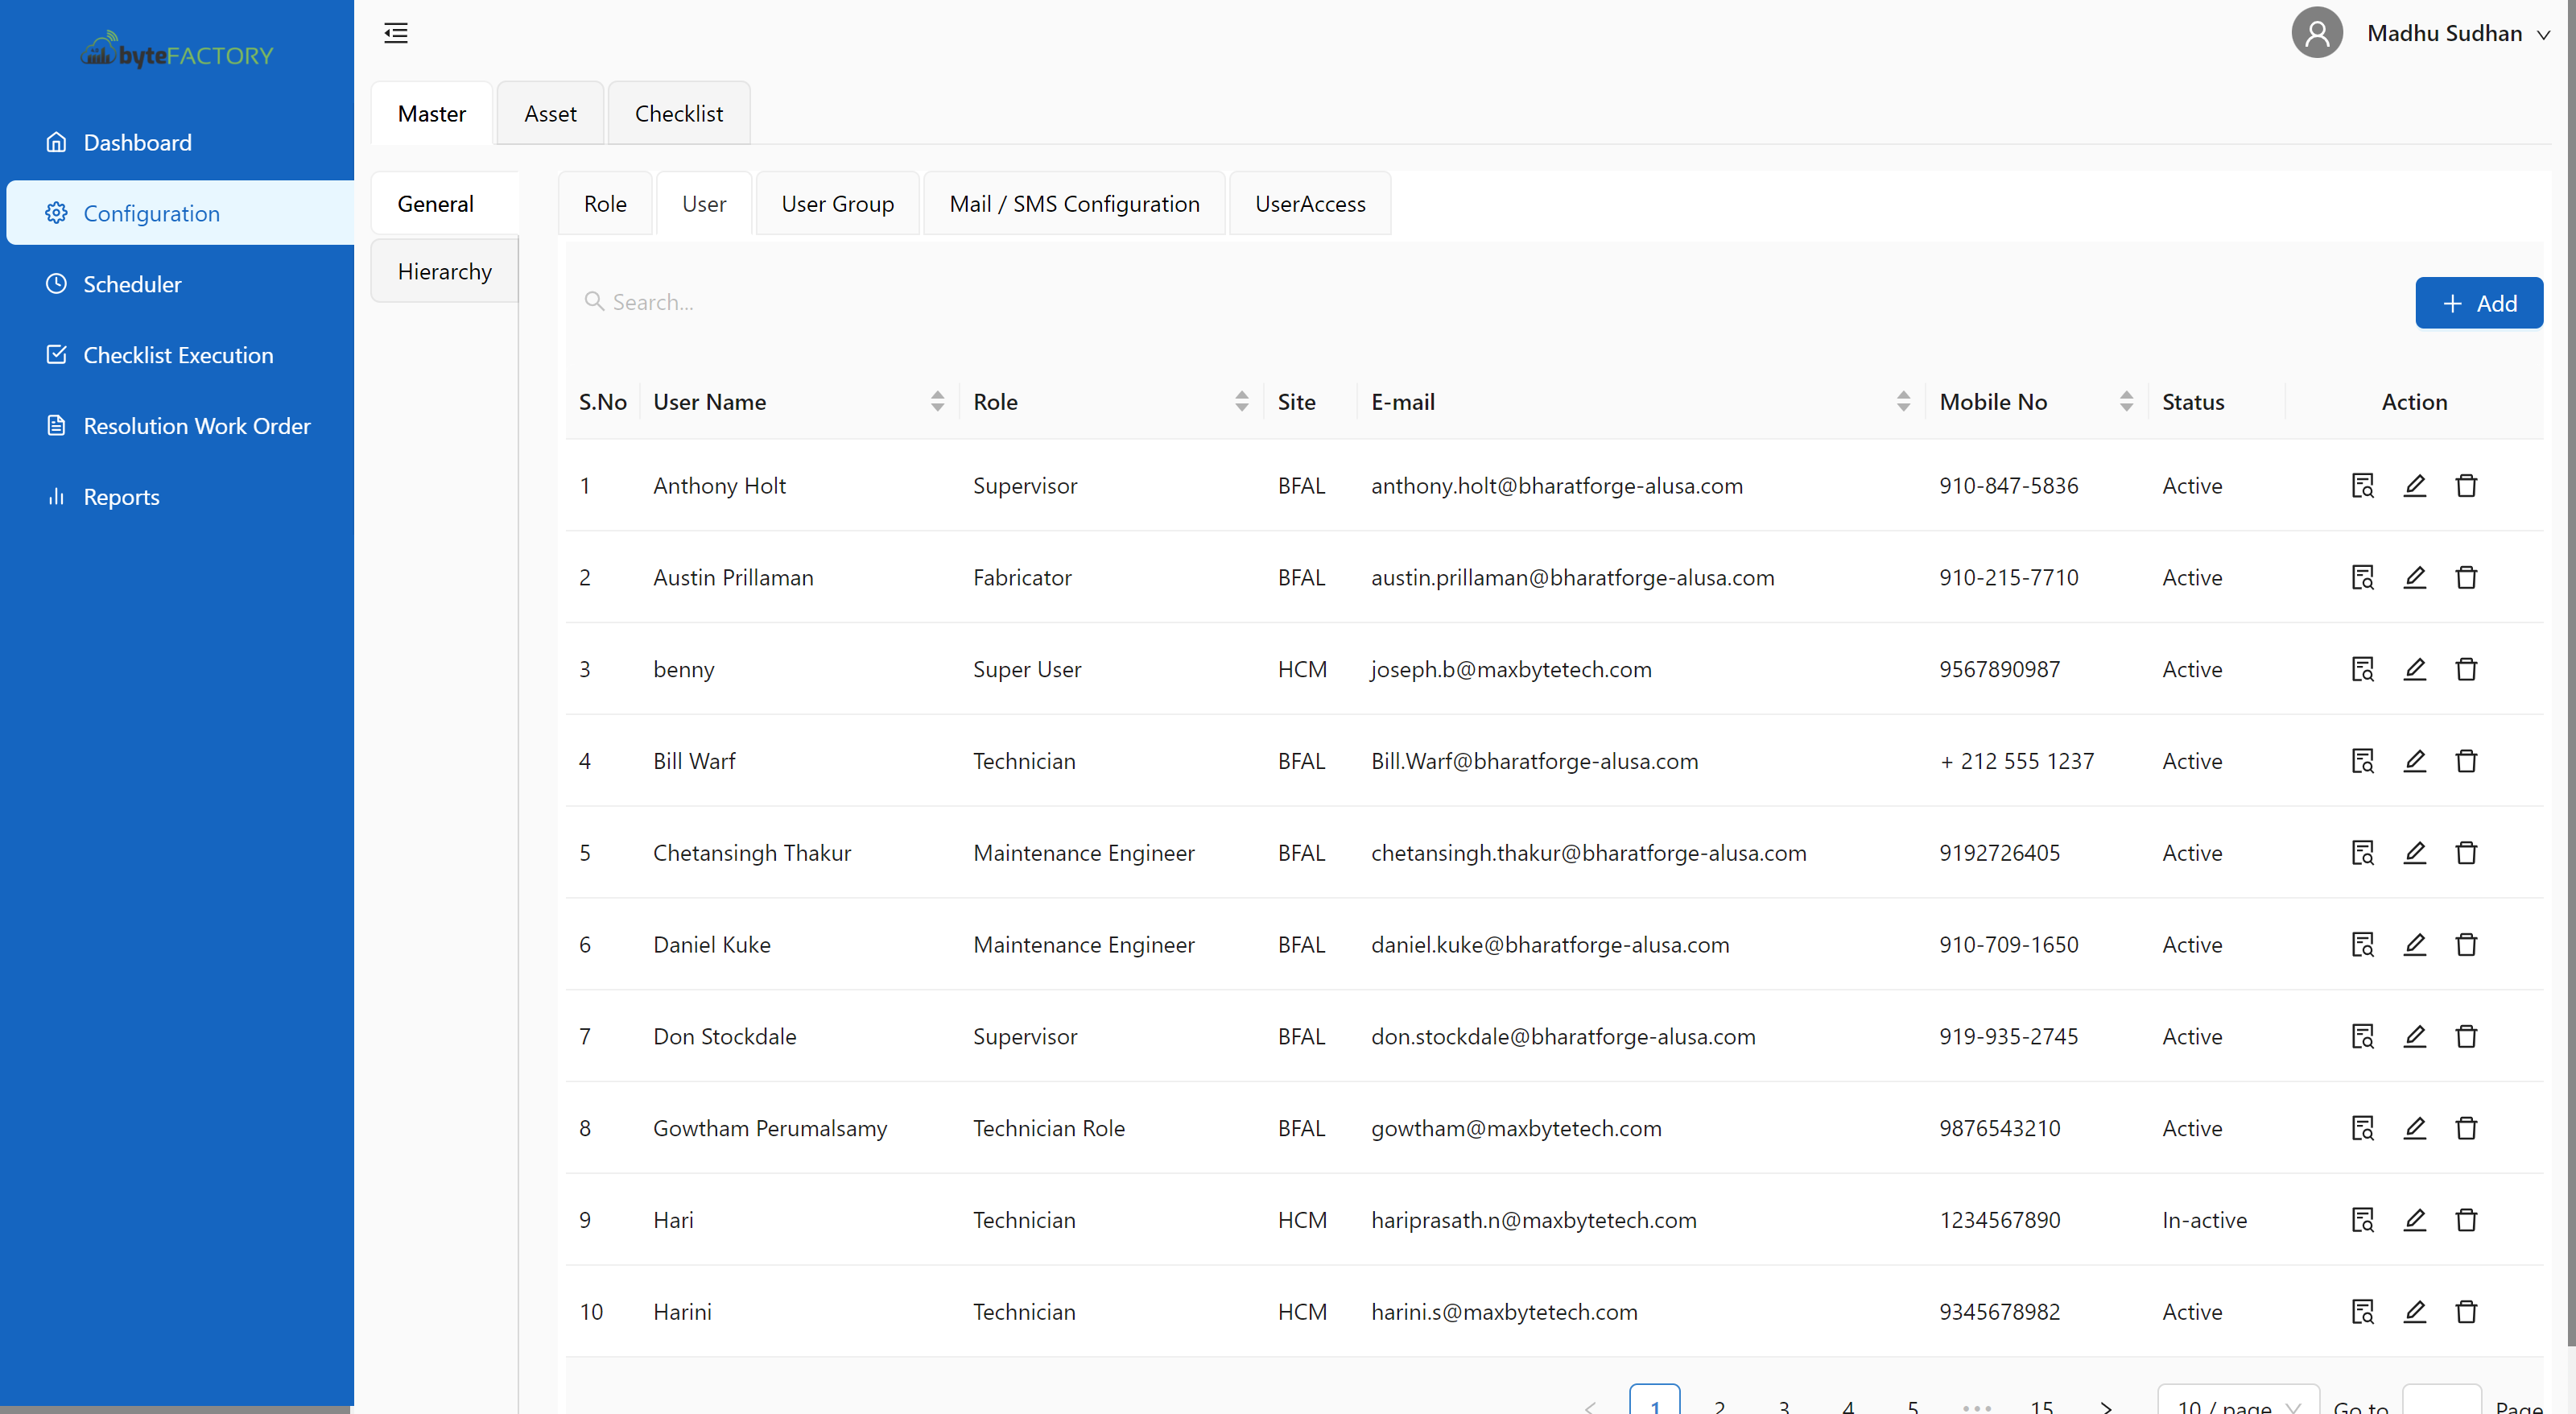 byteFACTORY
Madhu Sudhan
Master Asset Checklist
Dashboard
Configuration
Scheduler
Checklist Execution
Resolution Work Order
Reports
General
Hierarchy
Role User User Group Mail / SMS Configuration UserAccess
Search...
Add
S.No User Name Role Site E-mail Mobile No Status Action
1 Anthony Holt Supervisor BFAL anthony.holt@bharatforge-alusa.com 910-847-5836 Active
2 Austin Prillaman Fabricator BFAL austin.prillaman@bharatforge-alusa.com 910-215-7710 Active
3 benny Super User HCM joseph.b@maxbytetech.com 9567890987 Active
4 Bill Warf Technician BFAL Bill.Warf@bharatforge-alusa.com + 212 555 1237 Active
5 Chetansingh Thakur Maintenance Engineer BFAL chetansingh.thakur@bharatforge-alusa.com 9192726405 Active
6 Daniel Kuke Maintenance Engineer BFAL daniel.kuke@bharatforge-alusa.com 910-709-1650 Active
7 Don Stockdale Supervisor BFAL don.stockdale@bharatforge-alusa.com 919-935-2745 Active
8 Gowtham Perumalsamy Technician Role BFAL gowtham@maxbytetech.com 9876543210 Active
9 Hari Technician HCM hariprasath.n@maxbytetech.com 1234567890 In-active
10 Harini Technician HCM harini.s@maxbytetech.com 9345678982 Active
1 2 3 4 5 ••• 15 10 / page Go to Page